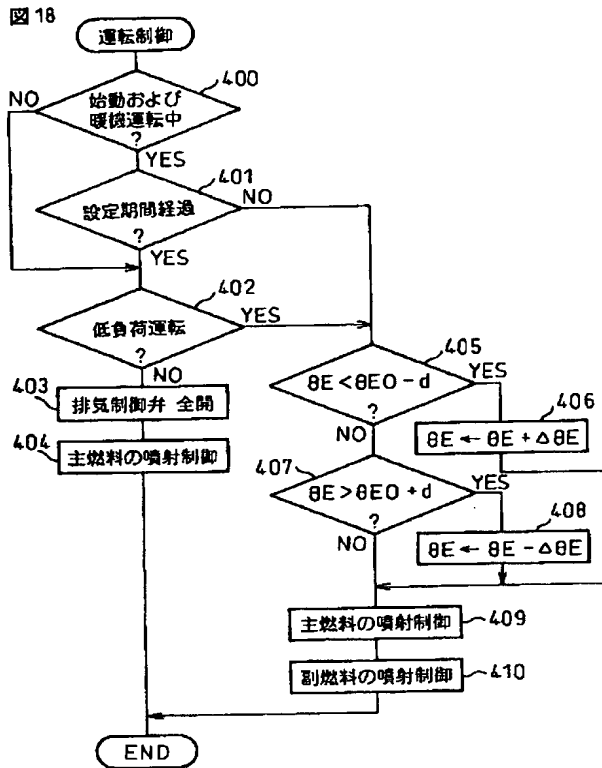 図18
運転制御
400
NO
始動および
暖機運転中
?
YES
401
NO
設定期間経過
?
YES
402
YES
低負荷運転
?
NO
403
排気制御弁 全開
404
主燃料の噴射制御
405
θE<θEO-d
YES
?
NO
406
θE←θE+△θE
407
θE>θEO+d
YES
?
NO
408
θE←θE-△θE
主燃料の噴射制御
409
副燃料の噴射制御
410
END